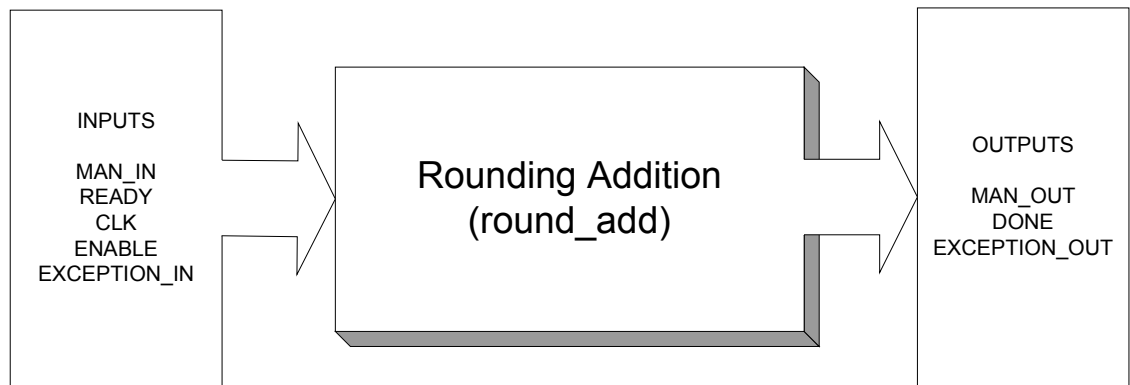 INPUTS
MAN_IN
READY
CLK
ENABLE
EXCEPTION_IN
Rounding Addition
(round_add)
OUTPUTS
MAN_OUT
DONE
EXCEPTION_OUT